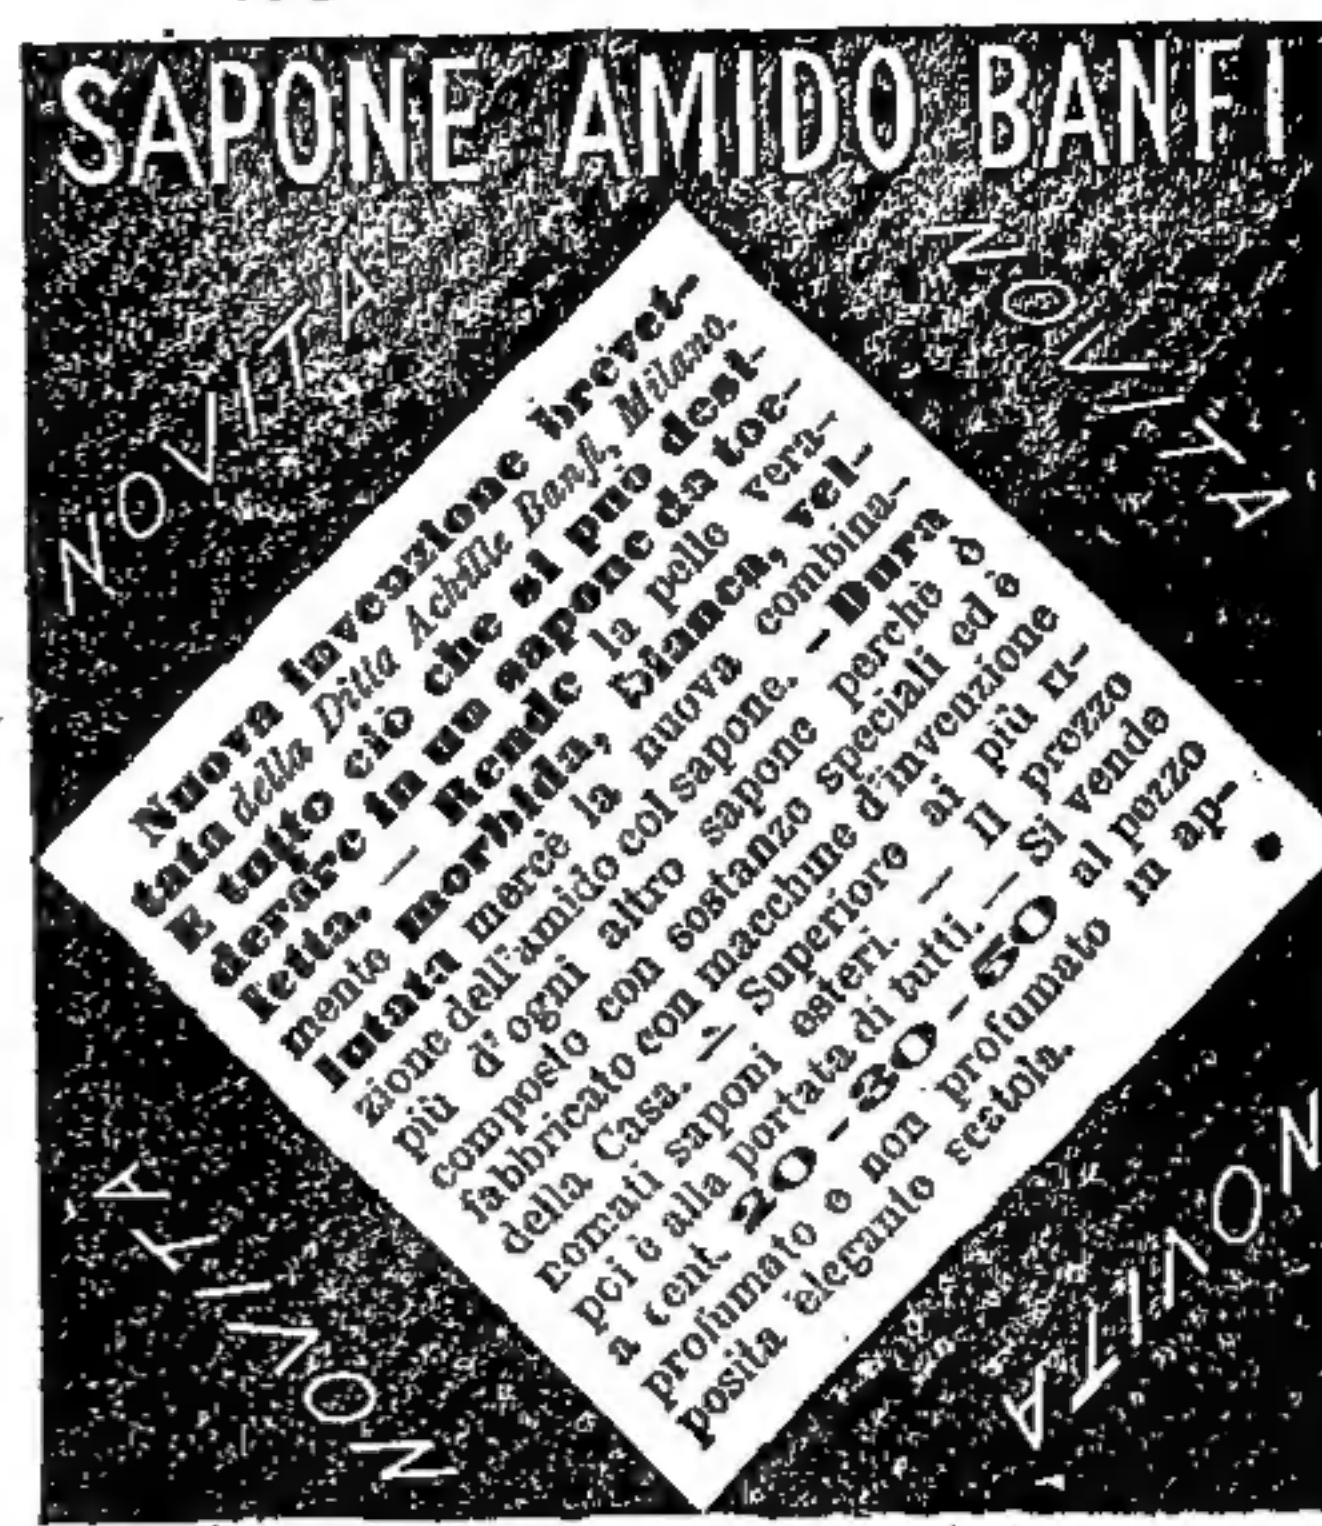 SAPONE AMIDO BANFI
NOVITA
NOVITA
Nuova invenzione brevet-
tata della Ditta Achille Banfi, Milano.
E tutto ciò che si può desi-
derare in un sapone da toe-
letta. — Rende la pelle vera-
mente morbida, bianca, vel-
lutata mercè la nuova combina-
zione dell'amido col sapone. — Dura
più d'ogni altro sapone perchè è
composto con sostanze speciali ed è
fabbricato con macchine d'invenzione
della Casa. — Superiore ai più ri-
nomati saponi esteri. — Il prezzo
poi è alla portata di tutti. — Si vende
a cent. 20-30-50 al pezzo
profumato e non profumato in ap-
posita elegante scatola.
NOVITA
NOVITA